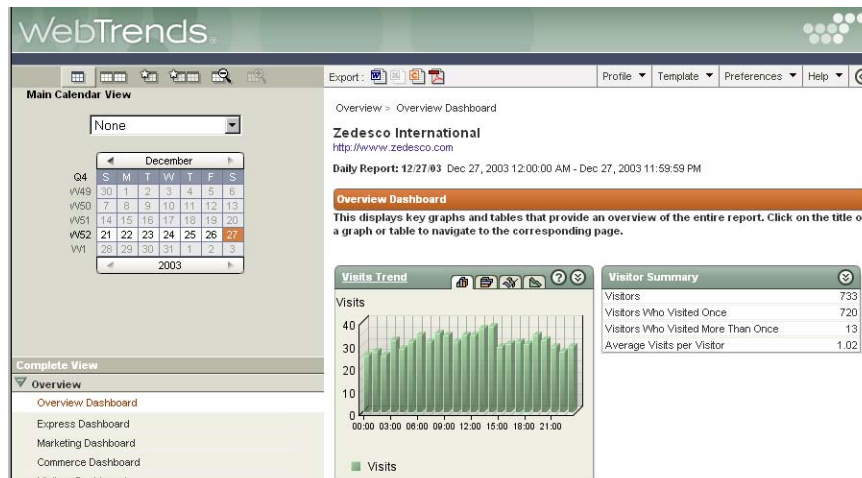 WebTrends.
Export:
Profile Template Preferences Help
Main Calendar View
None
December
Q4 S M T W T F S
W49 30 1 2 3 4 5 6
W50 7 8 9 10 11 12 13
W51 14 15 16 17 18 19 20
W52 21 22 23 24 25 26 27
W1 28 29 30 31 1 2 3
2003
Complete View
Overview
Overview Dashboard
Express Dashboard
Marketing Dashboard
Commerce Dashboard
Overview > Overview Dashboard
Zedesco International
http://www.zedesco.com
Daily Report: 12/27/03 Dec 27, 2003 12:00:00 AM - Dec 27, 2003 11:59:59 PM
Overview Dashboard
This displays key graphs and tables that provide an overview of the entire report. Click on the title o
a graph or table to navigate to the corresponding page.
Visits Trend
Visits
40
30
20
10
0
00:00 03:00 06:00 09:00 12:00 15:00 18:00 21:00
Visits
Visitor Summary
Visitors 733
Visitors Who Visited Once 720
Visitors Who Visited More Than Once 13
Average Visits per Visitor 1.02